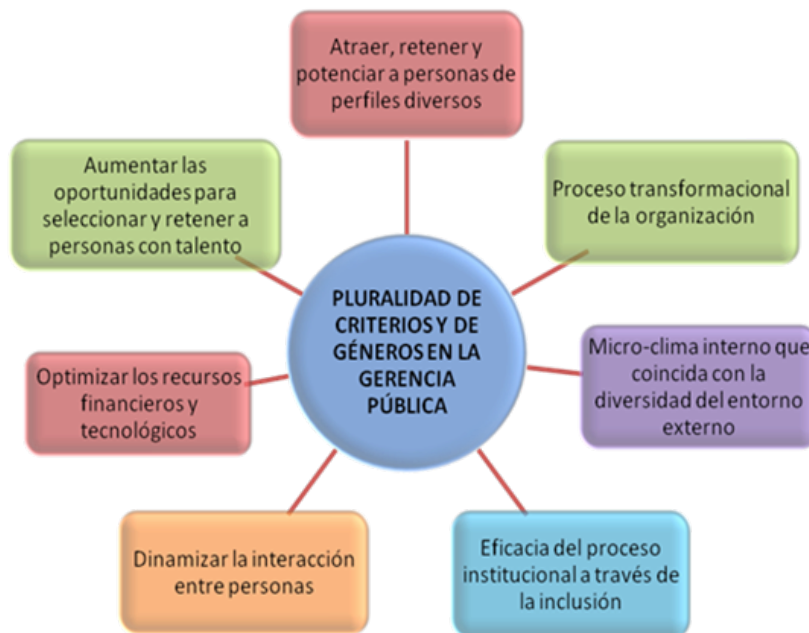 Atraer, retener y
potenciar a personas de
perfiles diversos
Aumentar las
oportunidades para
seleccionar y retener a
personas con talento
Proceso transformacional
de la organización
PLURALIDAD DE
CRITERIOS Y DE
GÉNEROS EN LA
GERENCIA
PÚBLICA
Micro-clima interno que
coincida con la
diversidad del entorno
externo
Optimizar los recursos
financieros y
tecnológicos
Dinamizar la interacción
entre personas
Eficacia del proceso
institucional a través de
la inclusión